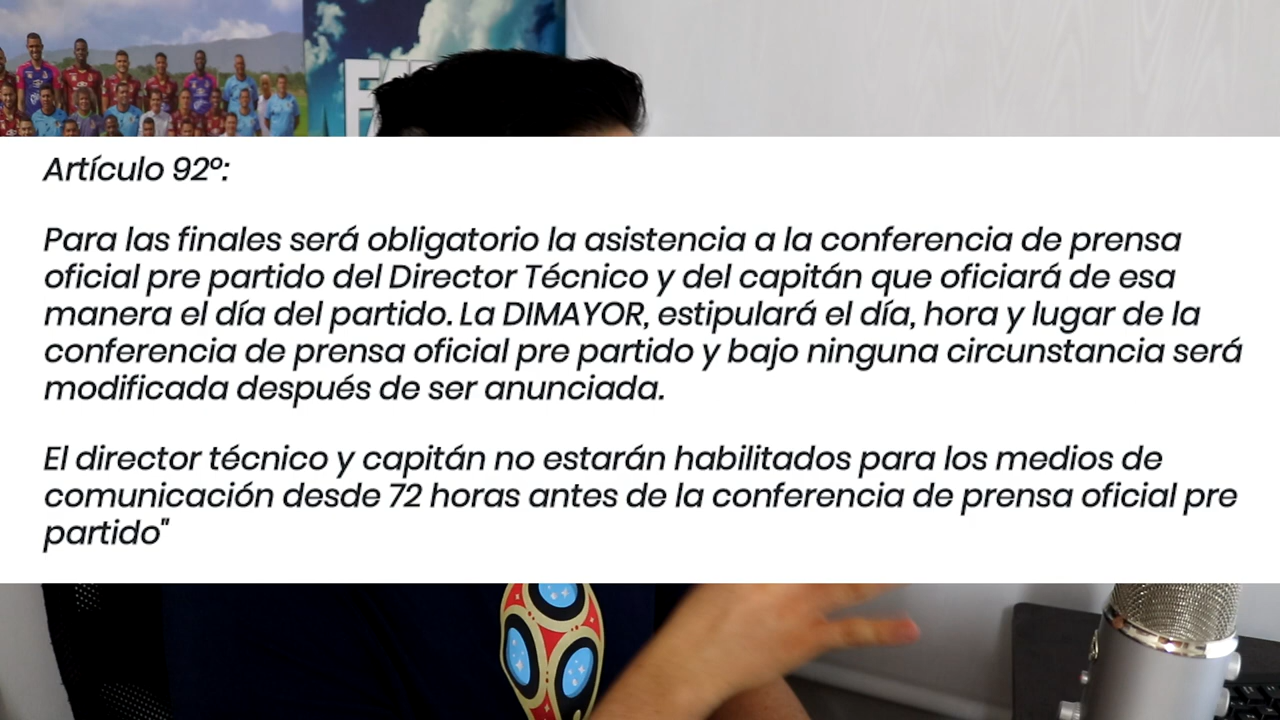 Artículo 92º:
Para las finales será obligatorio la asistencia a la conferencia de prensa
oficial pre partido del Director Técnico y del capitán que oficiará de esa
manera el día del partido. La DIMAYOR, estipulará el día, hora y lugar de la
conferencia de prensa oficial pre partido y bajo ninguna circunstancia será
modificada después de ser anunciada.
El director técnico y capitán no estarán habilitados para los medios de
comunicación desde 72 horas antes de la conferencia de prensa oficial pre
partido"